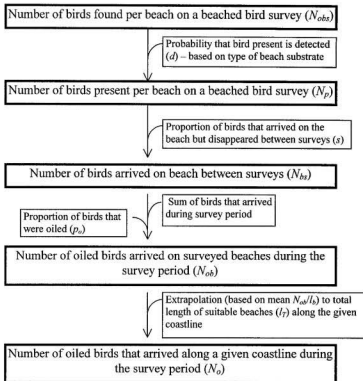 Number of birds found per beach on a beached bird survey (Nobs)
Probability that bird present is detected
(d) – based on type of beach substrate
Number of birds present per beach on a beached bird survey (Np)
Proportion of birds that arrived on the
beach but disappeared between surveys (s)
Number of birds arrived on beach between surveys (Nbs)
Sum of birds that arrived
during survey period
Proportion of birds that
were oiled (po)
Number of oiled birds arrived on surveyed beaches during the
survey period (Nob)
Extrapolation (based on mean Nob/lb) to total
length of suitable beaches (lT) along the given
coastline
Number of oiled birds that arrived along a given coastline during
the survey period (No)